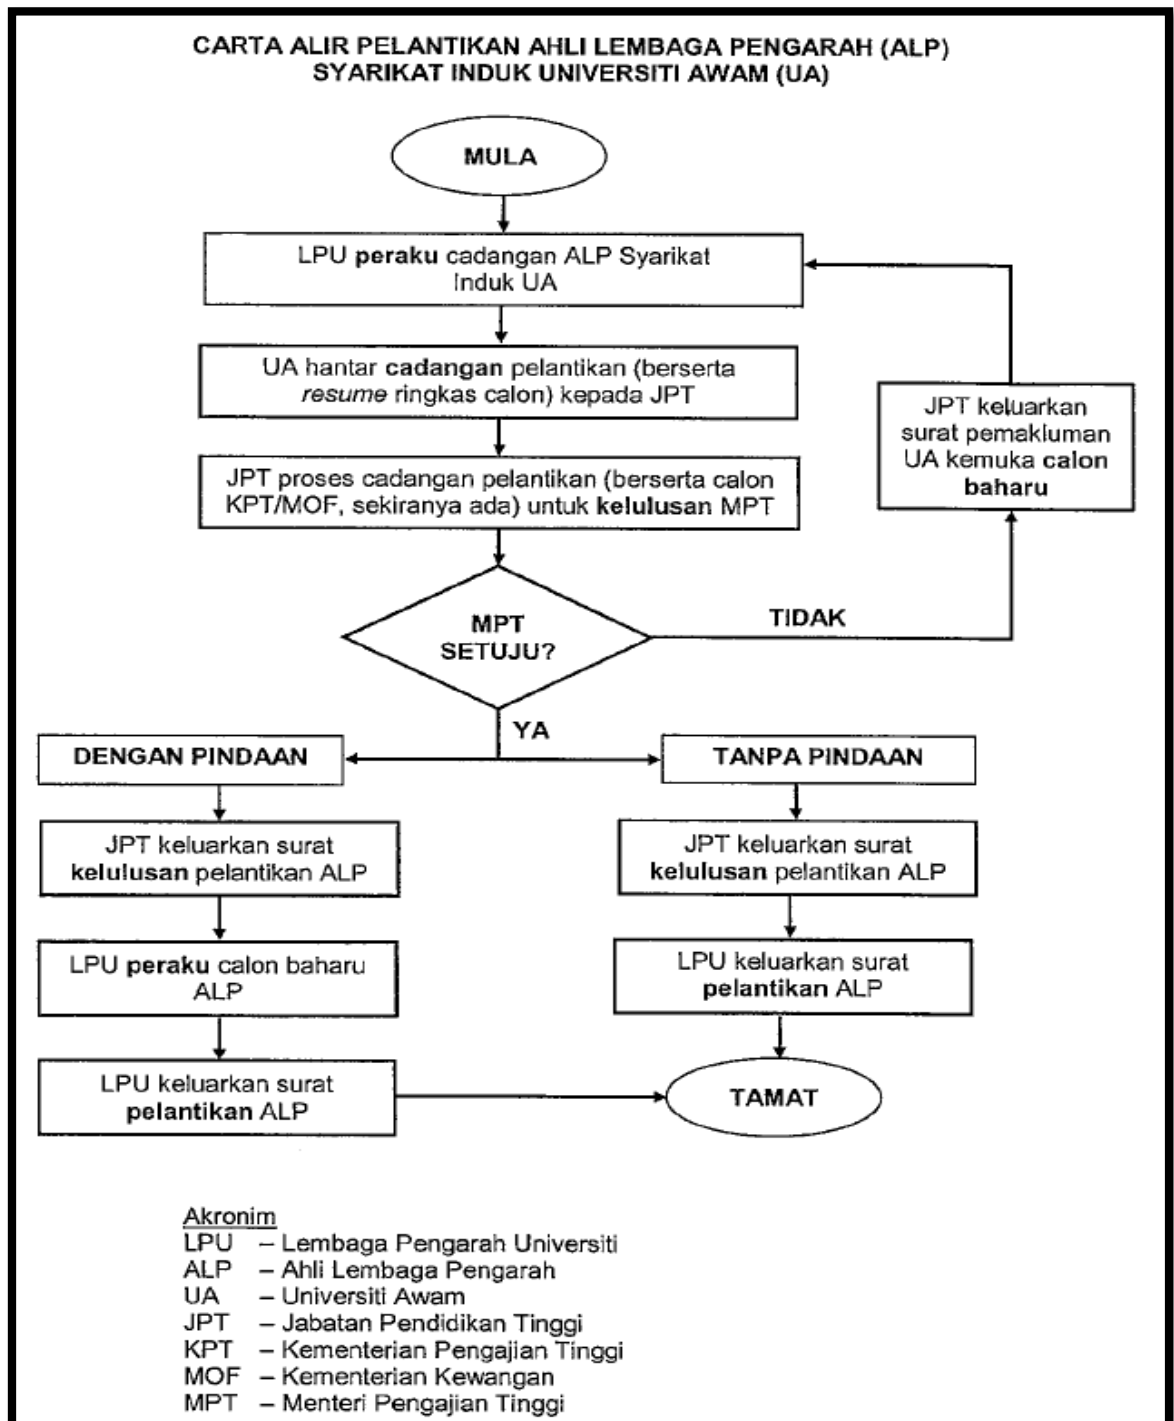 CARTA ALIR PELANTIKAN AHLI LEMBAGA PENGARAH (ALP)
SYARIKAT INDUK UNIVERSITI AWAM (UA)
MULA
LPU peraku cadangan ALP Syarikat
Induk UA
UA hantar cadangan pelantikan (berserta
resume ringkas calon) kepada JPT
JPT keluarkan
surat pemakluman
UA kemuka calon
baharu
JPT proses cadangan pelantikan (berserta calon
KPT/MOF, sekiranya ada) untuk kelulusan MPT
MPT
SETUJU?
TIDAK
YA
DENGAN PINDAAN
TANPA PINDAAN
JPT keluarkan surat
kelulusan pelantikan ALP
JPT keluarkan surat
kelulusan pelantikan ALP
LPU peraku calon baharu
ALP
LPU keluarkan surat
pelantikan ALP
LPU keluarkan surat
pelantikan ALP
TAMAT
Akronim
LPU – Lembaga Pengarah Universiti
ALP – Ahli Lembaga Pengarah
UA – Universiti Awam
JPT – Jabatan Pendidikan Tinggi
KPT – Kementerian Pengajian Tinggi
MOF – Kementerian Kewangan
MPT – Menteri Pengajian Tinggi